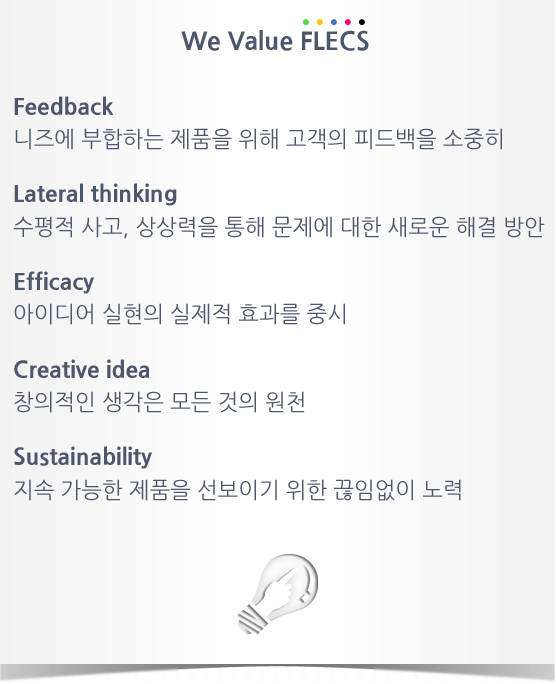 We Value FLECS
Feedback
니즈에 부합하는 제품을 위해 고객의 피드백을 소중히
Lateral thinking
수평적 사고, 상상력을 통해 문제에 대한 새로운 해결 방안
Efficacy
아이디어 실현의 실제적 효과를 중시
Creative idea
창의적인 생각은 모든 것의 원천
Sustainability
지속 가능한 제품을 선보이기 위한 끊임없이 노력